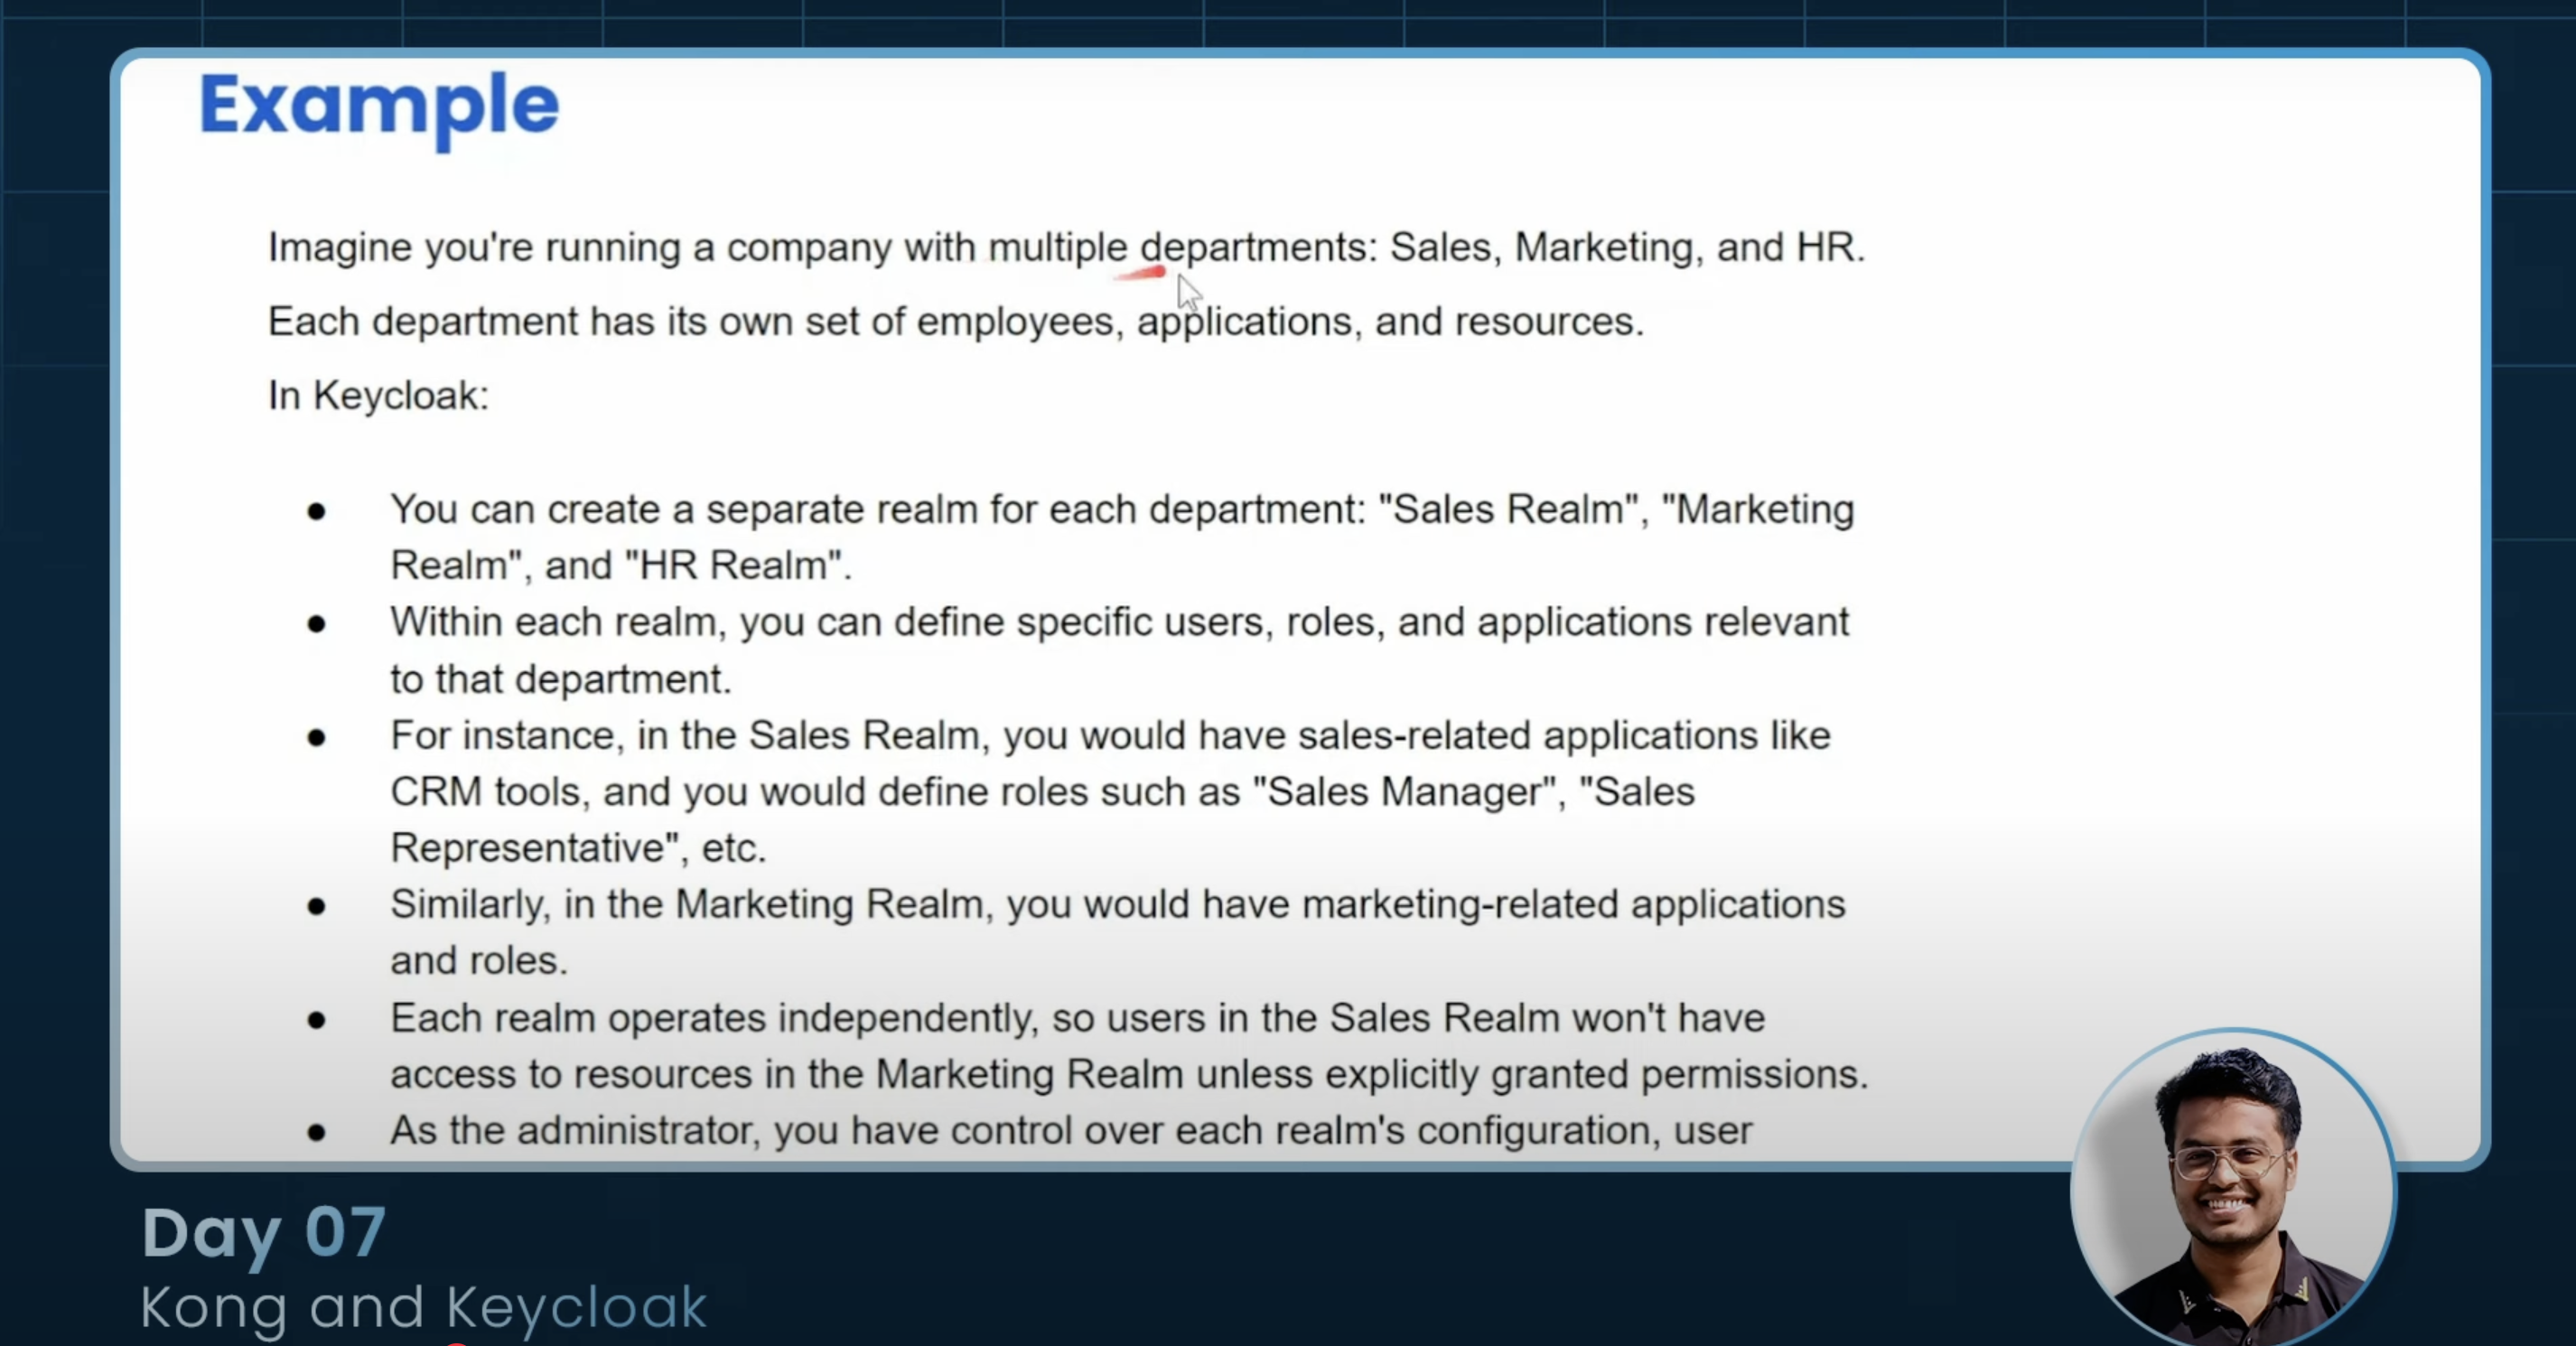 Example
Imagine you're running a company with multiple departments: Sales, Marketing, and HR.
Each department has its own set of employees, applications, and resources.
In Keycloak:
● You can create a separate realm for each department: "Sales Realm", "Marketing
Realm", and "HR Realm".
● Within each realm, you can define specific users, roles, and applications relevant
to that department.
● For instance, in the Sales Realm, you would have sales-related applications like
CRM tools, and you would define roles such as "Sales Manager", "Sales
Representative", etc.
● Similarly, in the Marketing Realm, you would have marketing-related applications
and roles.
● Each realm operates independently, so users in the Sales Realm won't have
access to resources in the Marketing Realm unless explicitly granted permissions.
● As the administrator, you have control over each realm's configuration, user
Day 07
Kong and Keycloak